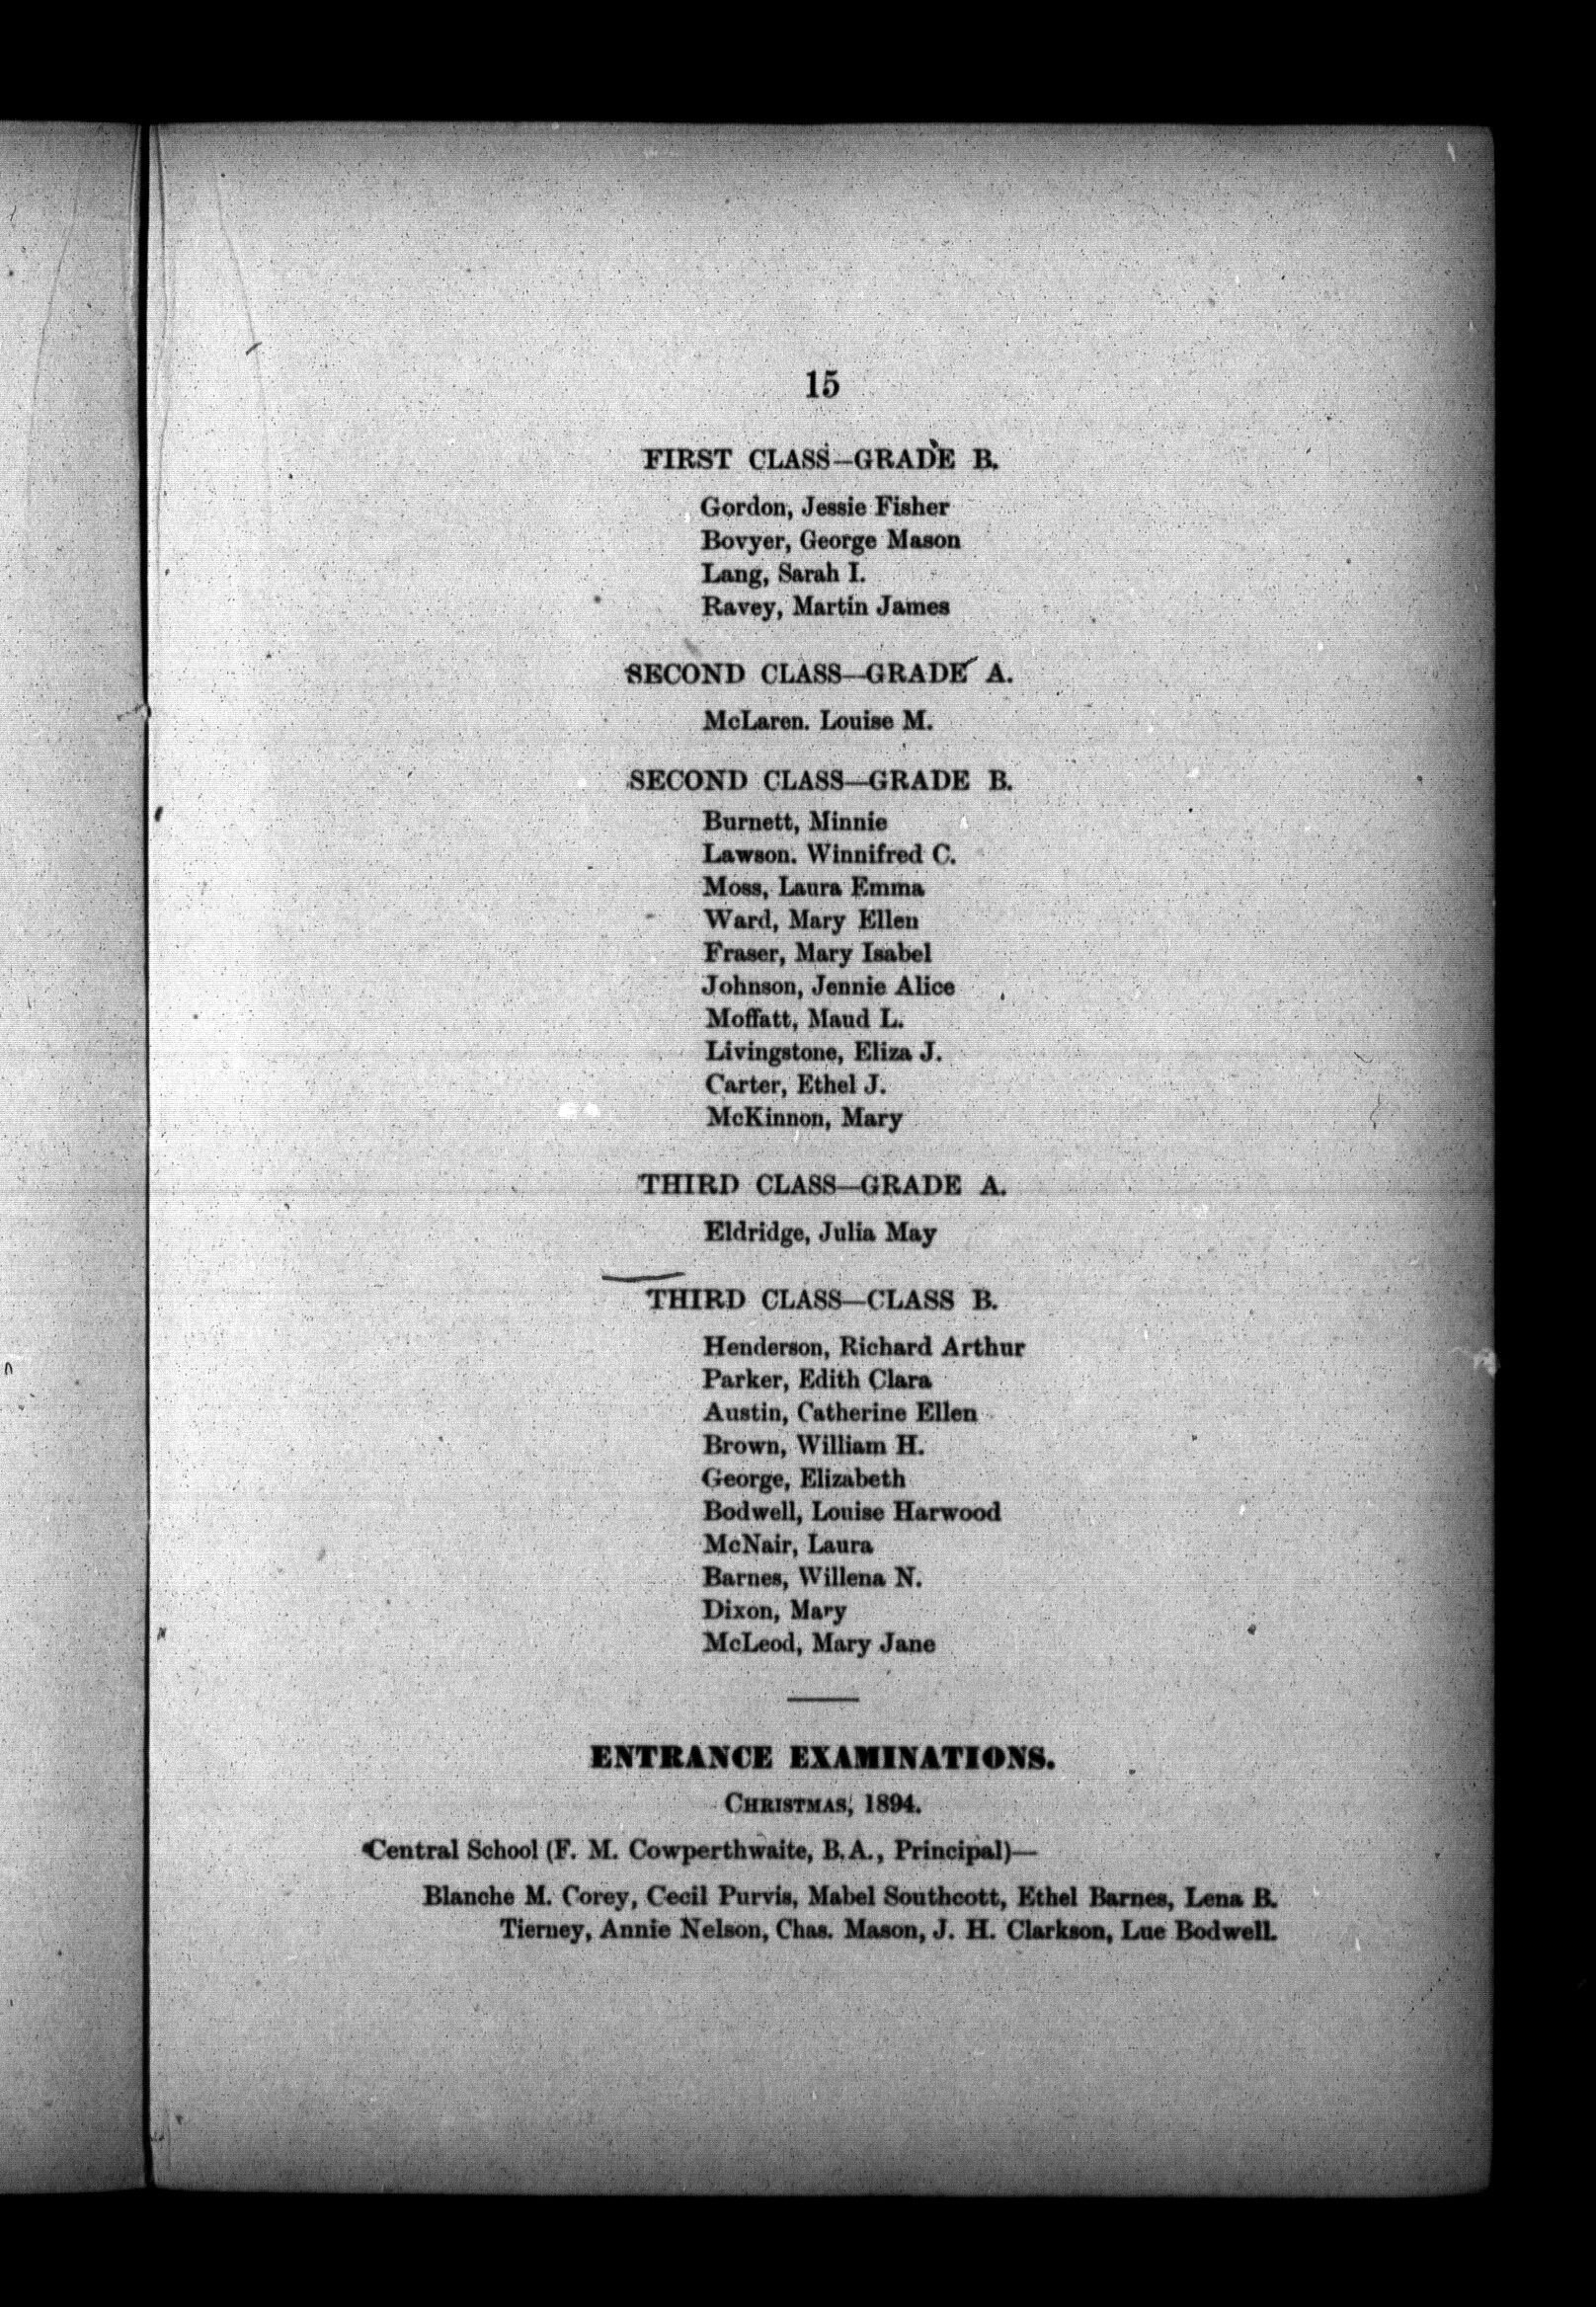 15
FIRST CLASS—GRADE B.
Gordon, Jessie Fisher
Bovyer, George Mason
Lang, Sarah I.
Ravey, Martin James
SECOND CLASS—GRADE A.
McLaren. Louise M.
SECOND CLASS—GRADE B.
Burnett, Minnie
Lawson. Winnifred C.
Moss, Laura Emma
Ward, Mary Ellen
Fraser, Mary Isabel
Johnson, Jennie Alice
Moffatt, Maud L.
Livingstone, Eliza J.
Carter, Ethel J.
McKinnon, Mary
THIRD CLASS—GRADE A.
Eldridge, Julia May
THIRD CLASS—CLASS B.
Henderson, Richard Arthur
Parker, Edith Clara
Austin, Catherine Ellen
Brown, William H.
George, Elizabeth
Bodwell, Louise Harwood
McNair, Laura
Barnes, Willena N.
Dixon, Mary
McLeod, Mary Jane
ENTRANCE EXAMINATIONS.
CHRISTMAS, 1894.
Central School (F. M. Cowperthwaite, B.A., Principal)—
Blanche M. Corey, Cecil Purvis, Mabel Southcott, Ethel Barnes, Lena B.
Tierney, Annie Nelson, Chas. Mason, J. H. Clarkson, Lue Bodwell.